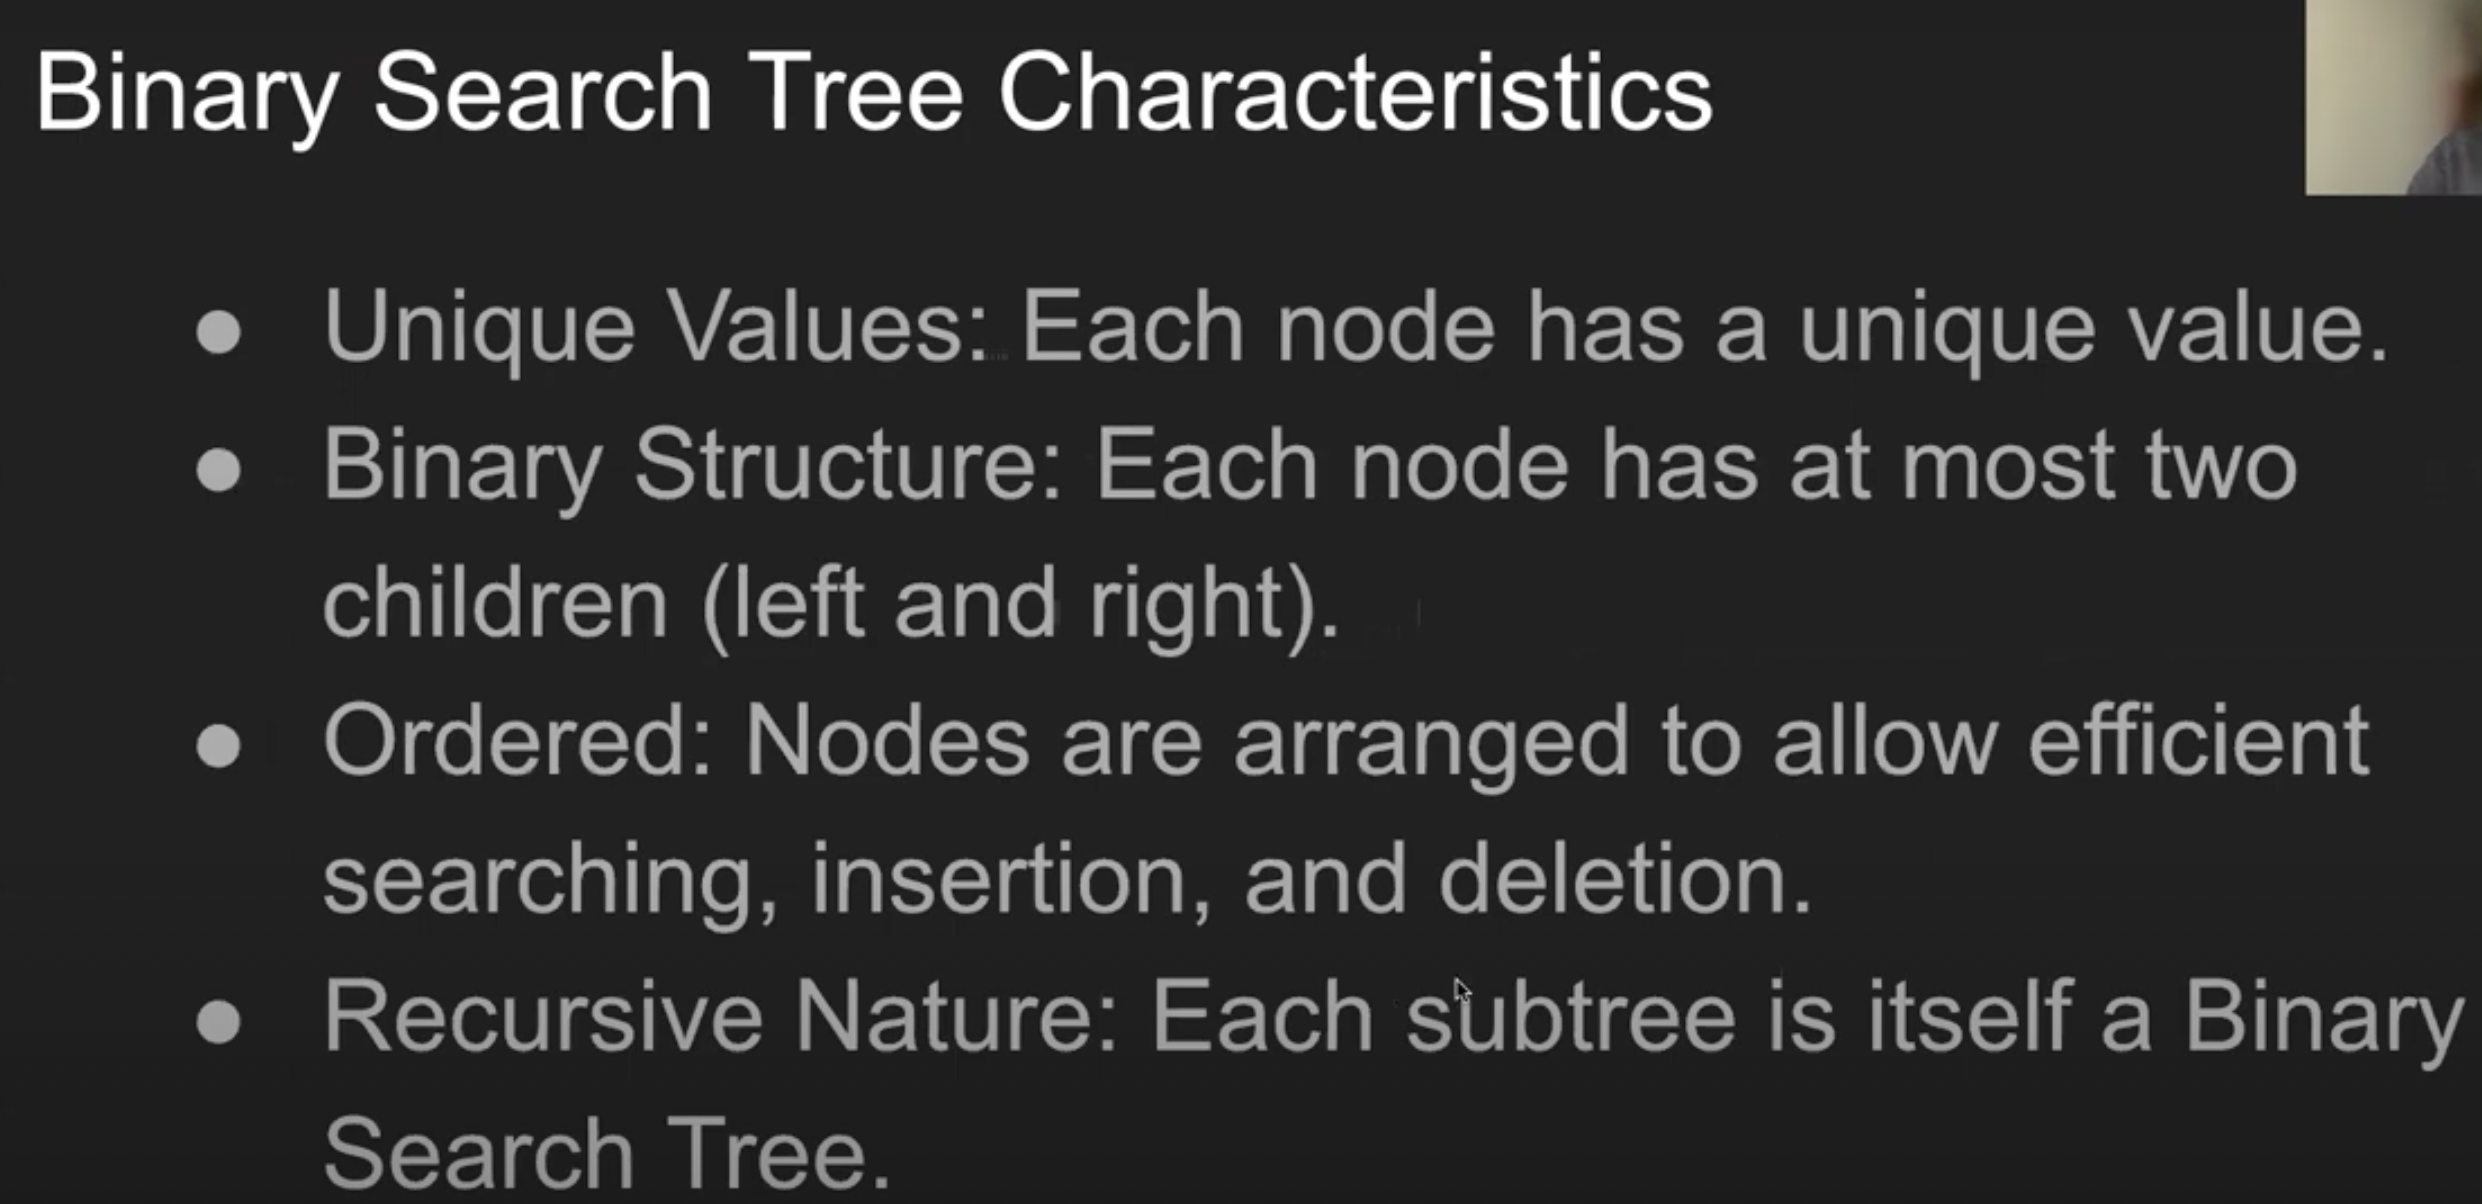 Binary Search Tree Characteristics
● Unique Values: Each node has a unique value.
● Binary Structure: Each node has at most two
children (left and right).
● Ordered: Nodes are arranged to allow efficient
searching, insertion, and deletion.
● Recursive Nature: Each subtree is itself a Binary
Search Tree.